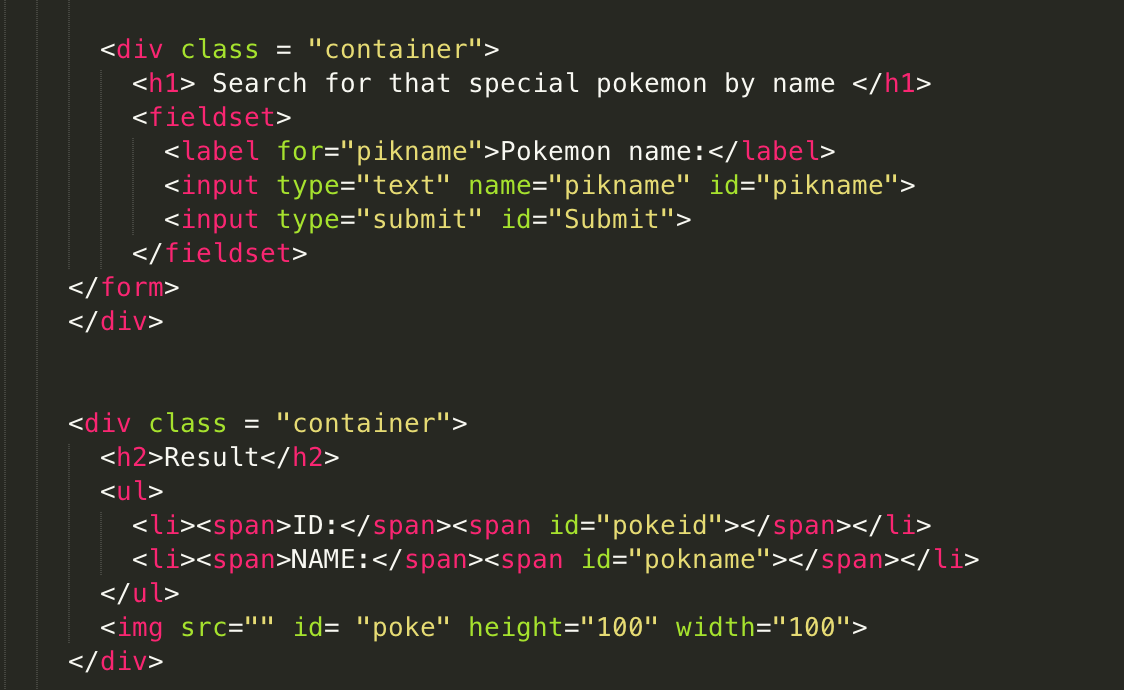 <div class = "container">
<h1> Search for that special pokemon by name </h1>
<fieldset>
<label for="pikname">Pokemon name:</label>
<input type="text" name="pikname" id="pikname">
<input type="submit" id="Submit">
</fieldset>
</form>
</div>
<div class = "container">
<h2>Result</h2>
<ul>
<li><span>ID:</span><span id="pokeid"></span></li>
<li><span>NAME:</span><span id="pokname"></span></li>
</ul>
<img src="" id= "poke" height="100" width="100">
</div>